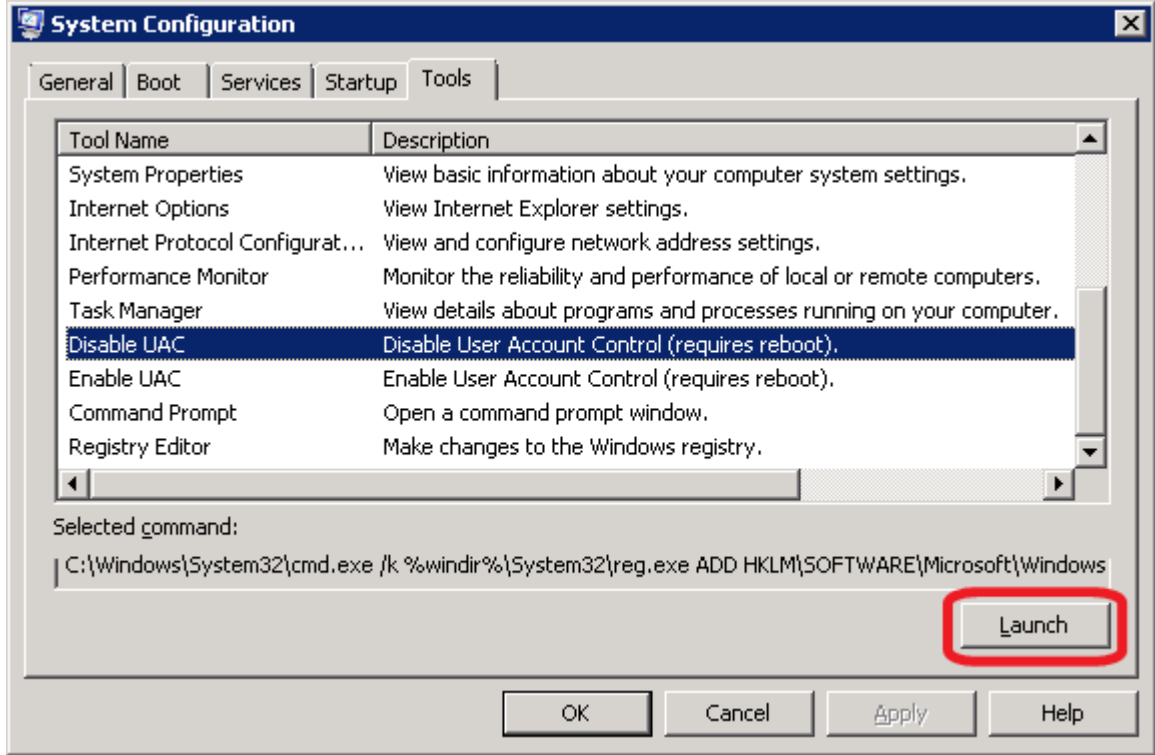 System Configuration
General Boot Services Startup Tools
Tool Name Description
System Properties View basic information about your computer system settings.
Internet Options View Internet Explorer settings.
Internet Protocol Configurat... View and configure network address settings.
Performance Monitor Monitor the reliability and performance of local or remote computers.
Task Manager View details about programs and processes running on your computer.
Disable UAC Disable User Account Control (requires reboot).
Enable UAC Enable User Account Control (requires reboot).
Command Prompt Open a command prompt window.
Registry Editor Make changes to the Windows registry.
Selected command:
C:\Windows\System32\cmd.exe /k %windir%\System32\reg.exe ADD HKLM\SOFTWARE\Microsoft\Windows
Launch
OK Cancel Apply Help